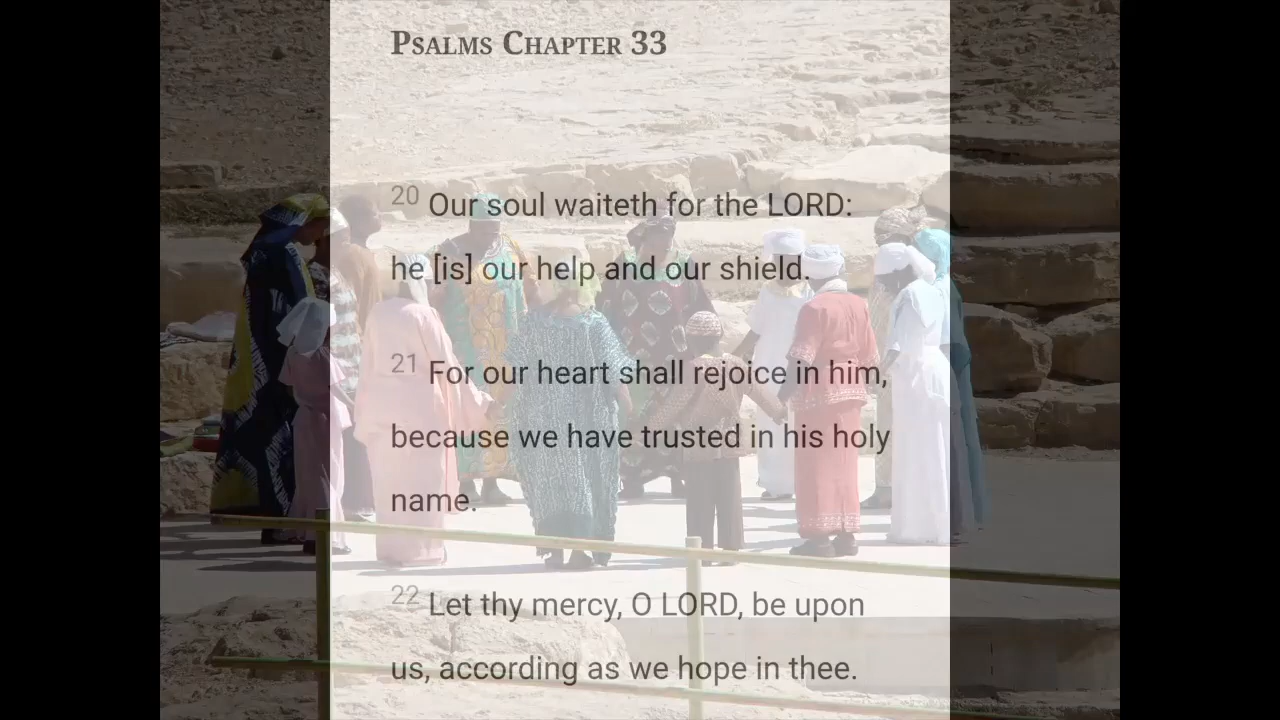 Psalms Chapter 33
20 Our soul waiteth for the LORD:
he [is] our help and our shield.
21 For our heart shall rejoice in him,
because we have trusted in his holy
name.
22 Let thy mercy, O LORD, be upon
us, according as we hope in thee.